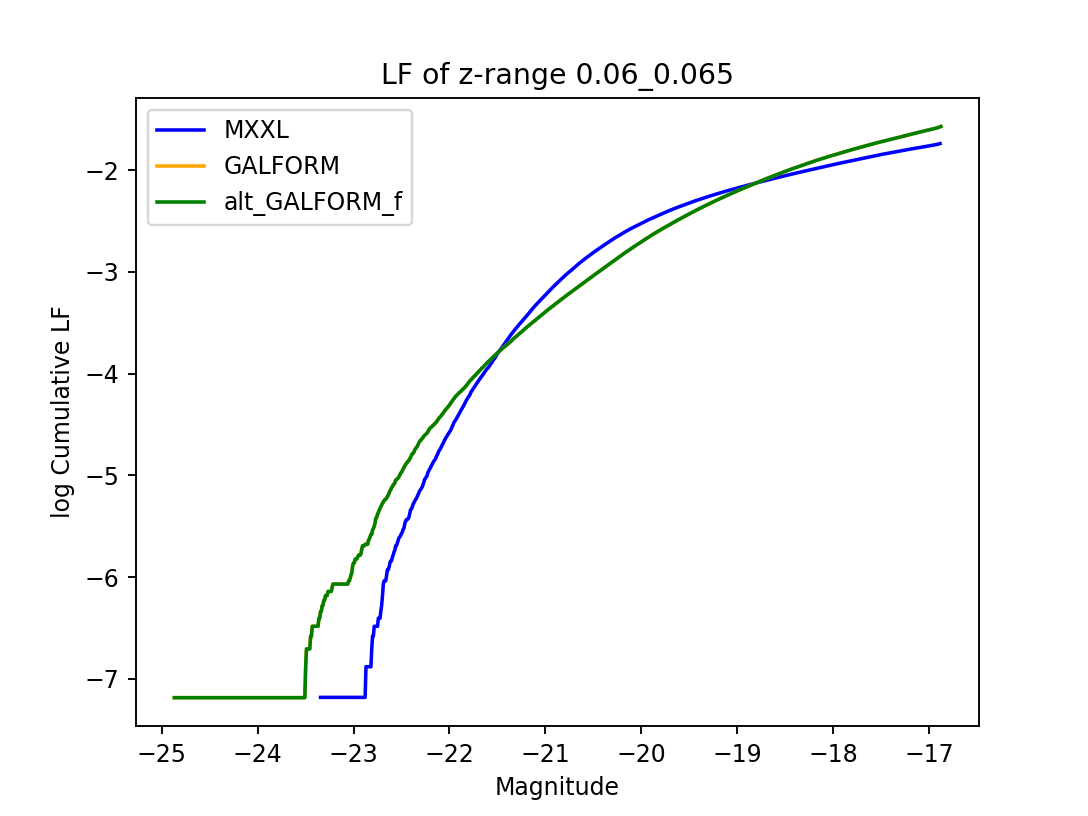 LF of z-range 0.06_0.065
MXXL
GALFORM
alt_GALFORM_f
−2
−3
−4
−5
−6
−7
log Cumulative LF
−25
−24
−23
−22
−21
−20
−19
−18
−17
Magnitude